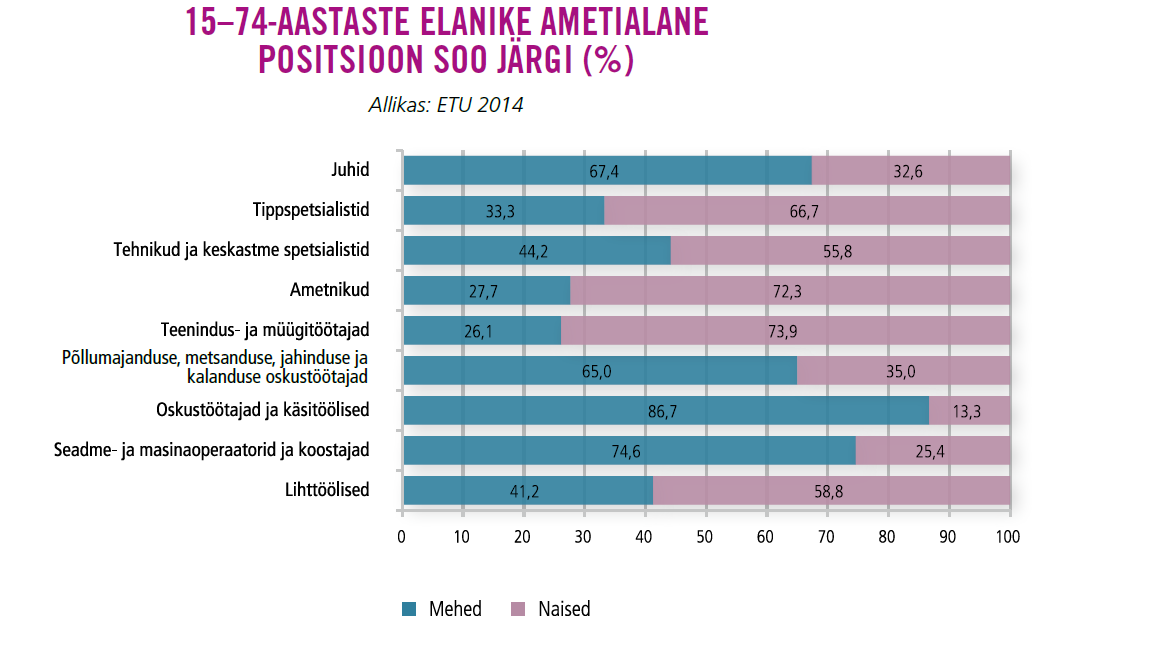 15–74-AASTASTE ELANIKE AMETIALANE
POSITSIOON SOO JÄRGI (%)
Allikas: ETU 2014
Juhid 67,4 32,6
Tippspetsialistid 33,3 66,7
Tehnikud ja keskastme spetsialistid 44,2 55,8
Ametnikud 27,7 72,3
Teenindus- ja müügitöötajad 26,1 73,9
Põllumajanduse, metsanduse, jahinduse ja
kalanduse oskustöötajad 65,0 35,0
Oskustöötajad ja käsitöölised 86,7 13,3
Seadme- ja masinaoperaatorid ja koostajad 74,6 25,4
Lihttöölised 41,2 58,8
0 10 20 30 40 50 60 70 80 90 100
Mehed Naised